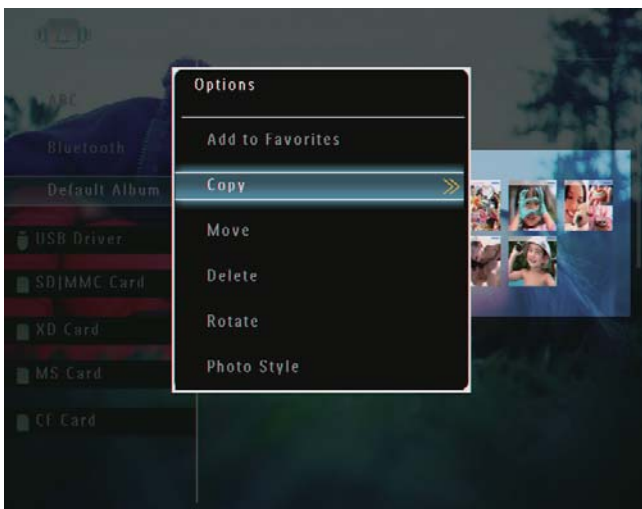 Options
Add to Favorites
Copy
Move
Delete
Rotate
Photo Style
ABC
Bluetooth
Default Album
USB Driver
SD|MMC Card
XD Card
MS Card
CF Card